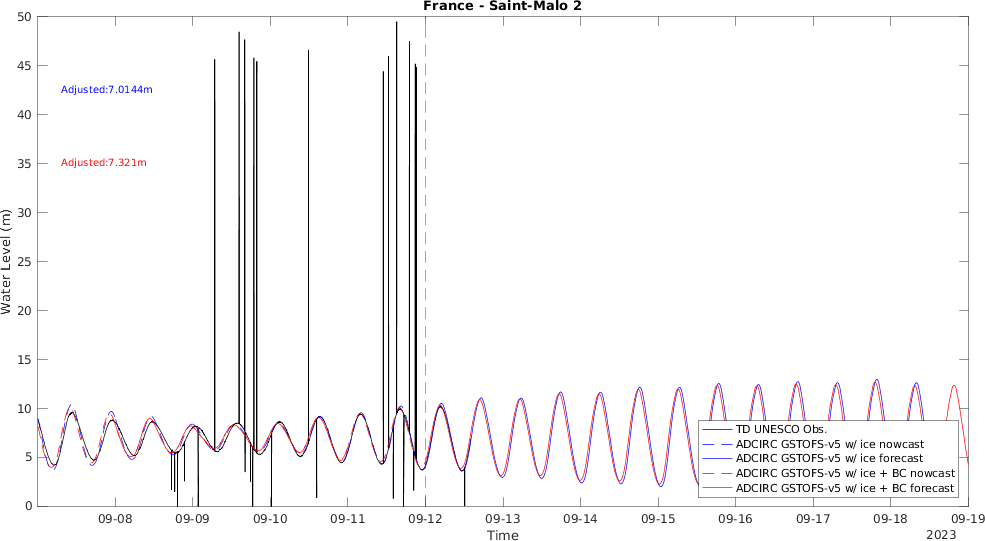 France - Saint-Malo 2
50
45
40
35
30
25
20
15
10
5
0
Water Level (m)
Adjusted:7.0144m
Adjusted:7.321m
TD UNESCO Obs.
ADCIRC GSTOFS-v5 w/ ice nowcast
ADCIRC GSTOFS-v5 w/ ice forecast
ADCIRC GSTOFS-v5 w/ ice + BC nowcast
ADCIRC GSTOFS-v5 w/ ice + BC forecast
09-08 09-09 09-10 09-11 09-12 09-13 09-14 09-15 09-16 09-17 09-18 09-19
Time
2023